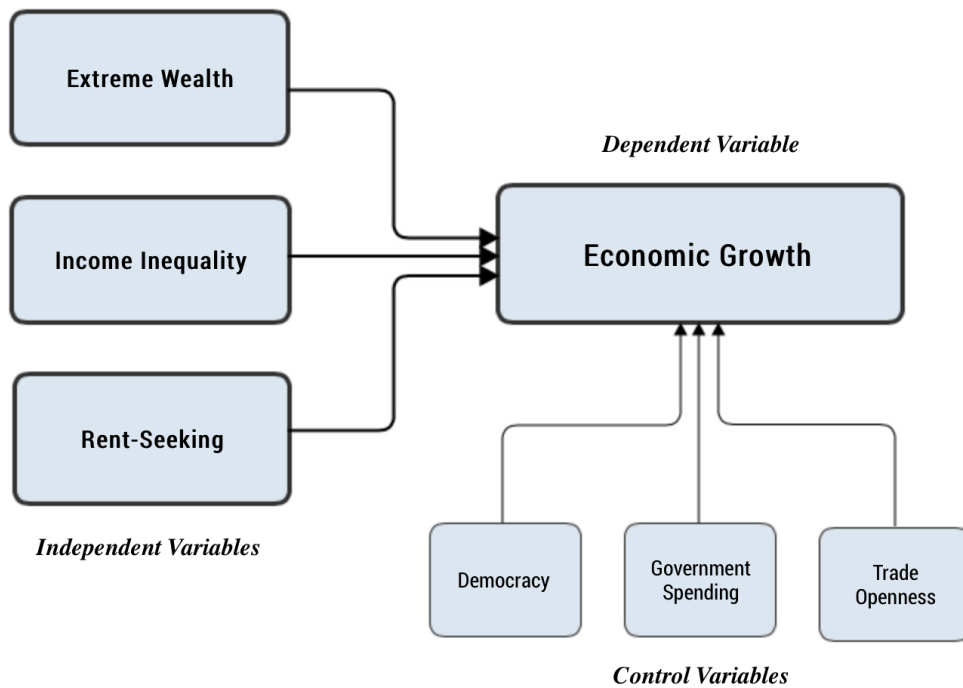 Extreme Wealth
Dependent Variable
Income Inequality
Economic Growth
Rent-Seeking
Independent Variables
Democracy
Government
Spending
Trade
Openness
Control Variables